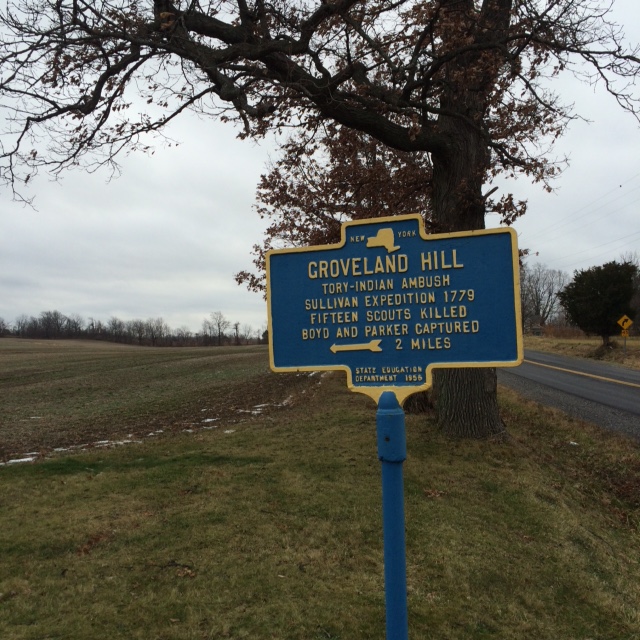 NEW YORK
GROVELAND HILL
TORY-INDIAN AMBUSH
SULLIVAN EXPEDITION 1779
FIFTEEN SCOUTS KILLED
BOYD AND PARKER CAPTURED
2 MILES
STATE EDUCATION
DEPARTMENT 1956